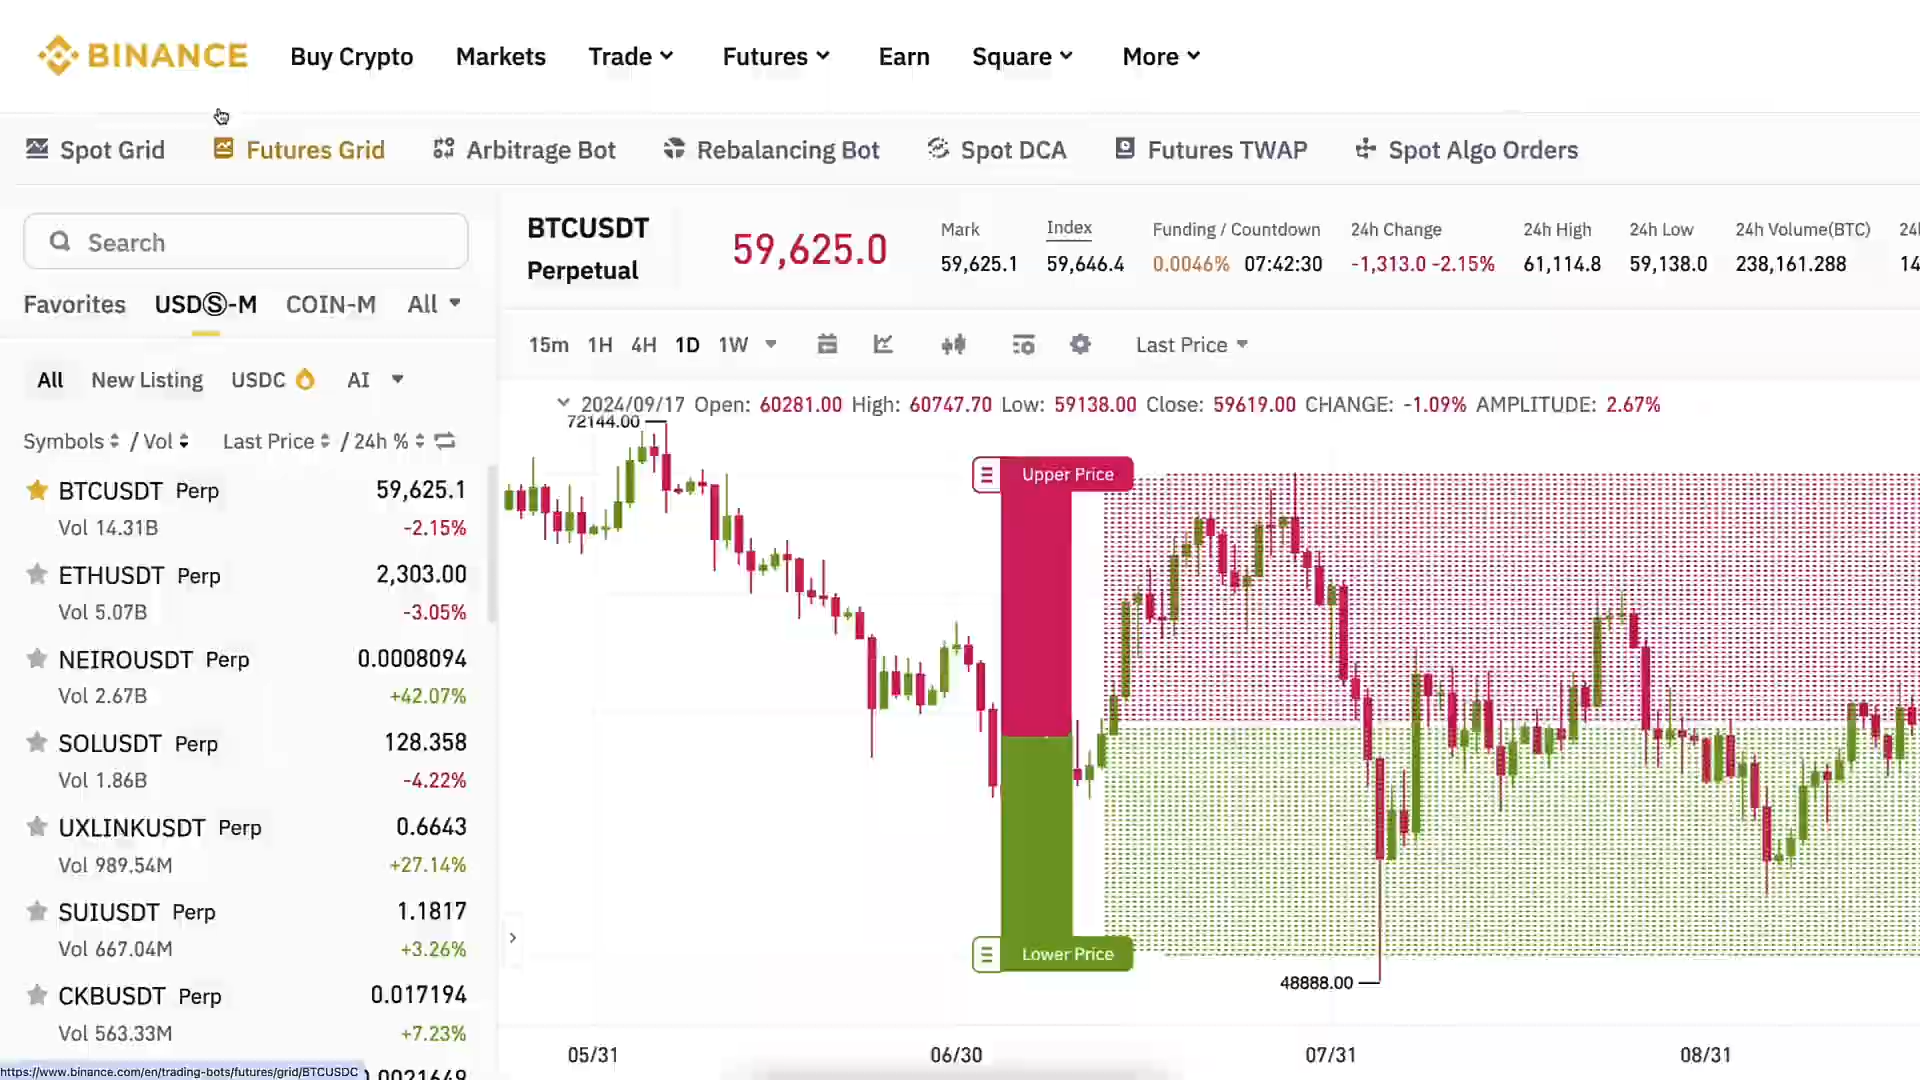 BINANCE Buy Crypto Markets Trade Futures Earn Square More
Spot Grid Futures Grid Arbitrage Bot Rebalancing Bot Spot DCA Futures TWAP Spot Algo Orders
Search
Favorites USDⓈ-M COIN-M All
All New Listing USDC AI
Symbols / Vol Last Price / 24h %
BTCUSDT Perp 59,625.1
Vol 14.31B -2.15%
ETHUSDT Perp 2,303.00
Vol 5.07B -3.05%
NEIROUSDT Perp 0.0008094
Vol 2.67B +42.07%
SOLUSDT Perp 128.358
Vol 1.86B -4.22%
UXLINKUSDT Perp 0.6643
Vol 989.54M +27.14%
SUIUSDT Perp 1.1817
Vol 667.04M +3.26%
CKBUSDT Perp 0.017194
Vol 563.33M +7.23%
https://www.binance.com/en/trading-bots/futures/grid/BTCUSDC
BTCUSDT
Perpetual
59,625.0
Mark Index Funding / Countdown 24h Change 24h High 24h Low 24h Volume(BTC)
59,625.1 59,646.4 0.0046% 07:42:30 -1,313.0 -2.15% 61,114.8 59,138.0 238,161.288
15m 1H 4H 1D 1W Last Price
2024/09/17 Open: 60281.00 High: 60747.70 Low: 59138.00 Close: 59619.00 CHANGE: -1.09% AMPLITUDE: 2.67%
72144.00
Upper Price
Lower Price
48888.00
05/31 06/30 07/31 08/31